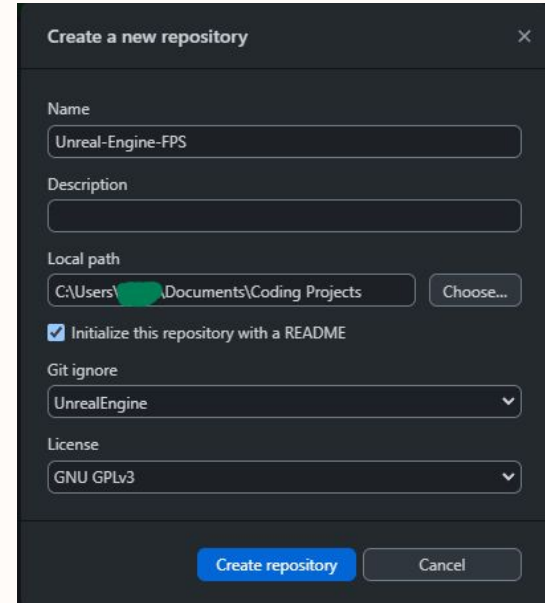 Create a new repository
Name
Unreal-Engine-FPS
Description
Local path
C:\Users\ \Documents\Coding Projects
Choose...
Initialize this repository with a README
Git ignore
UnrealEngine
License
GNU GPLv3
Create repository
Cancel